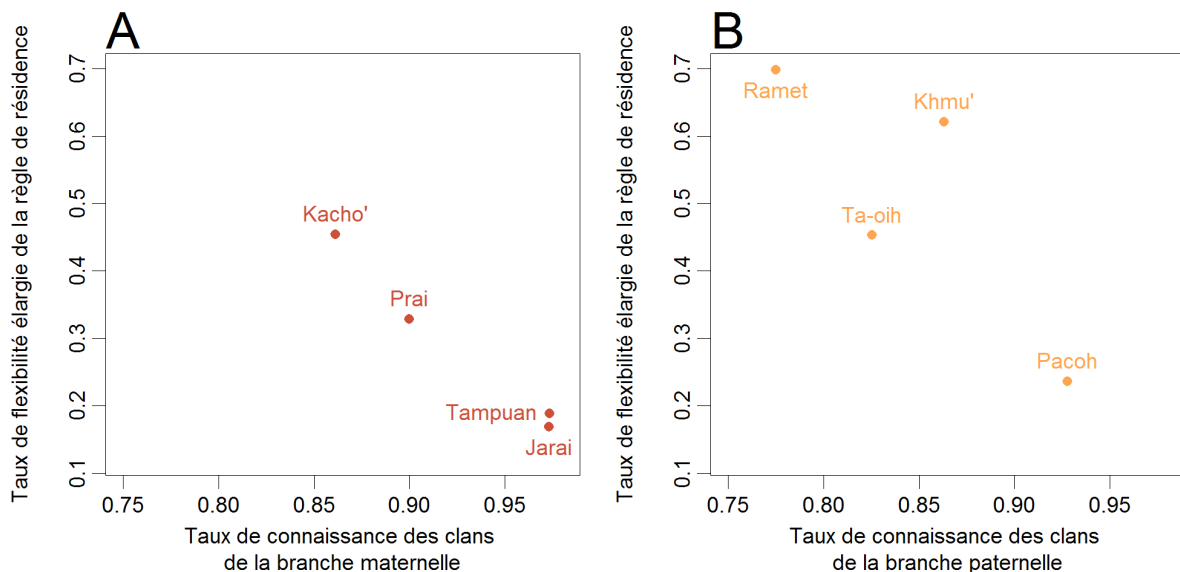 A
Taux de flexibilité élargie de la règle de résidence
0.7
0.6
0.5
0.4
0.3
0.2
0.1
Kacho'
Prai
Tampuan
Jarai
0.75 0.80 0.85 0.90 0.95
Taux de connaissance des clans
de la branche maternelle
B
Taux de flexibilité élargie de la règle de résidence
0.7
0.6
0.5
0.4
0.3
0.2
0.1
Ramet
Khmu'
Ta-oih
Pacoh
0.75 0.80 0.85 0.90 0.95
Taux de connaissance des clans
de la branche paternelle